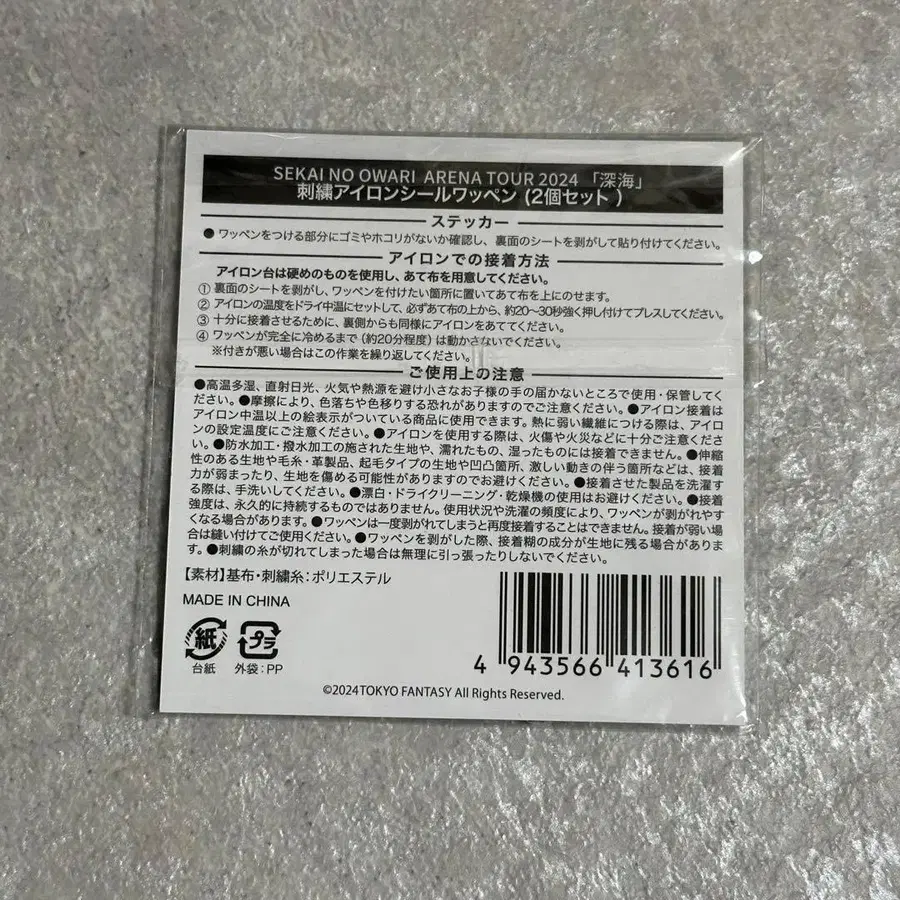 SEKAI NO OWARI ARENA TOUR 2024 「深海」
刺繍アイロンシールワッペン (2個セット )
ステッカー
● ワッペンをつける部分にゴミやホコリがないか確認し、裏面のシートを剥がして貼り付けてください。
アイロンでの接着方法
アイロン台は硬めのものを使用し、あて布を用意してください。
① 裏面のシートを剥がし、ワッペンを付けたい箇所に置いてあて布を上にのせます。
② アイロンの温度をドライ中温にセットして、必ずあて布の上から、約20〜30秒強く押し付けてプレスしてください。
③ 十分に接着させるために、裏側からも同様にアイロンをあててください。
④ ワッペンが完全に冷めるまで (約20分程度) は動かさないでください。
※付きが悪い場合はこの作業を繰り返してください。
ご使用上の注意
●高温多湿、直射日光、火気や熱源を避け小さなお子様の手の届かないところで使用・保管してく
ださい。●摩擦により、色落ちや色移りする恐れがありますのでご注意ください。●アイロン接着は
アイロン中温以上の絵表示がついている商品に使用できます。熱に弱い繊維につける際は、アイロ
ンの設定温度にご注意ください。●アイロンを使用する際は、火傷や火災などに十分ご注意くださ
い。●防水加工・撥水加工の施された生地や、濡れたもの、湿ったものには接着できません。●伸縮
性のある生地や毛糸・革製品、起毛タイプの生地や凹凸箇所、激しい動きの伴う箇所などは、接着
力が弱まったり、生地を傷める可能性がありますのでお避けください。●接着させた製品を洗濯す
る際は、手洗いしてください。●漂白・ドライクリーニング・乾燥機の使用はお避けください。●接着
強度は、永久的に持続するものではありません。使用状況や洗濯の頻度により、ワッペンが剥がれやす
くなる場合があります。●ワッペンは一度剥がれてしまうと再度接着することはできません。接着が弱い場
合は縫い付けてご使用ください。●ワッペンを剥がした際、接着糊の成分が生地に残る場合がありま
す。●刺繍の糸が切れてしまった場合は無理に引っ張ったりしないでください。
【素材】基布・刺繍糸：ポリエステル
MADE IN CHINA
紙 プラ
台紙 外袋：PP
4 943566 413616
©2024TOKYO FANTASY All Rights Reserved.